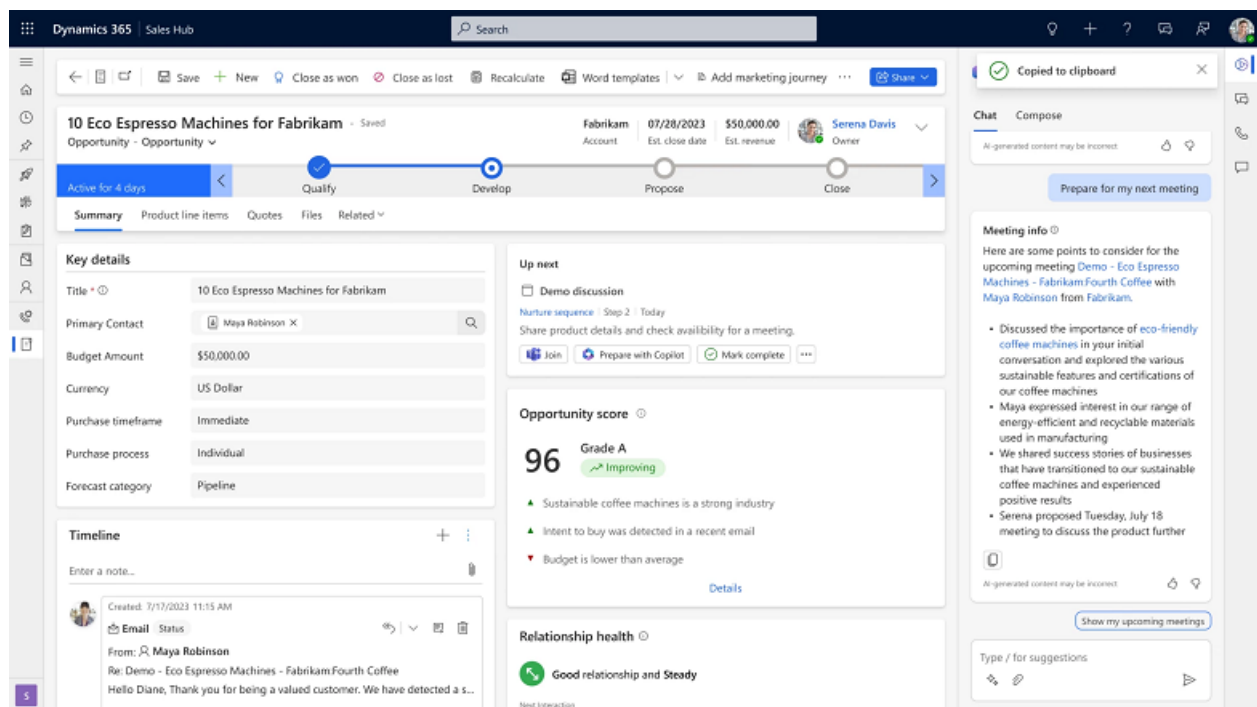 Dynamics 365 Sales Hub
Search
Save New Close as won Close as lost Recalculate Word templates Add marketing journey ... Share
10 Eco Espresso Machines for Fabrikam - Saved
Opportunity - Opportunity
Fabrikam 07/28/2023 $50,000.00 Serena Davis
Account Est. close date Est. revenue Owner
Active for 4 days
Qualify Develop Propose Close
Summary Product line items Quotes Files Related
Key details
Title *
10 Eco Espresso Machines for Fabrikam
Primary Contact
Maya Robinson
Budget Amount
$50,000.00
Currency
US Dollar
Purchase timeframe
Immediate
Purchase process
Individual
Forecast category
Pipeline
Timeline
Enter a note...
Created: 7/17/2023 11:15 AM
Email Status
From: Maya Robinson
Re: Demo - Eco Espresso Machines - Fabrikam:Fourth Coffee
Hello Diane, Thank you for being a valued customer. We have detected a s...
S
Up next
Demo discussion
Nurture sequence Step 2 Today
Share product details and check availibility for a meeting.
Join Prepare with Copilot Mark complete ...
Opportunity score
96
Grade A
Improving
Sustainable coffee machines is a strong industry
Intent to buy was detected in a recent email
Budget is lower than average
Details
Relationship health
Good relationship and Steady
Next Interaction
Copied to clipboard
Chat Compose
AI-generated content may be incorrect
Prepare for my next meeting
Meeting info
Here are some points to consider for the
upcoming meeting Demo - Eco Espresso
Machines - Fabrikam:Fourth Coffee with
Maya Robinson from Fabrikam.
• Discussed the importance of eco-friendly
coffee machines in your initial
conversation and explored the various
sustainable features and certifications of
our coffee machines
• Maya expressed interest in our range of
energy-efficient and recyclable materials
used in manufacturing
• We shared success stories of businesses
that have transitioned to our sustainable
coffee machines and experienced
positive results
• Serena proposed Tuesday, July 18
meeting to discuss the product further
AI-generated content may be incorrect
Show my upcoming meetings
Type / for suggestions